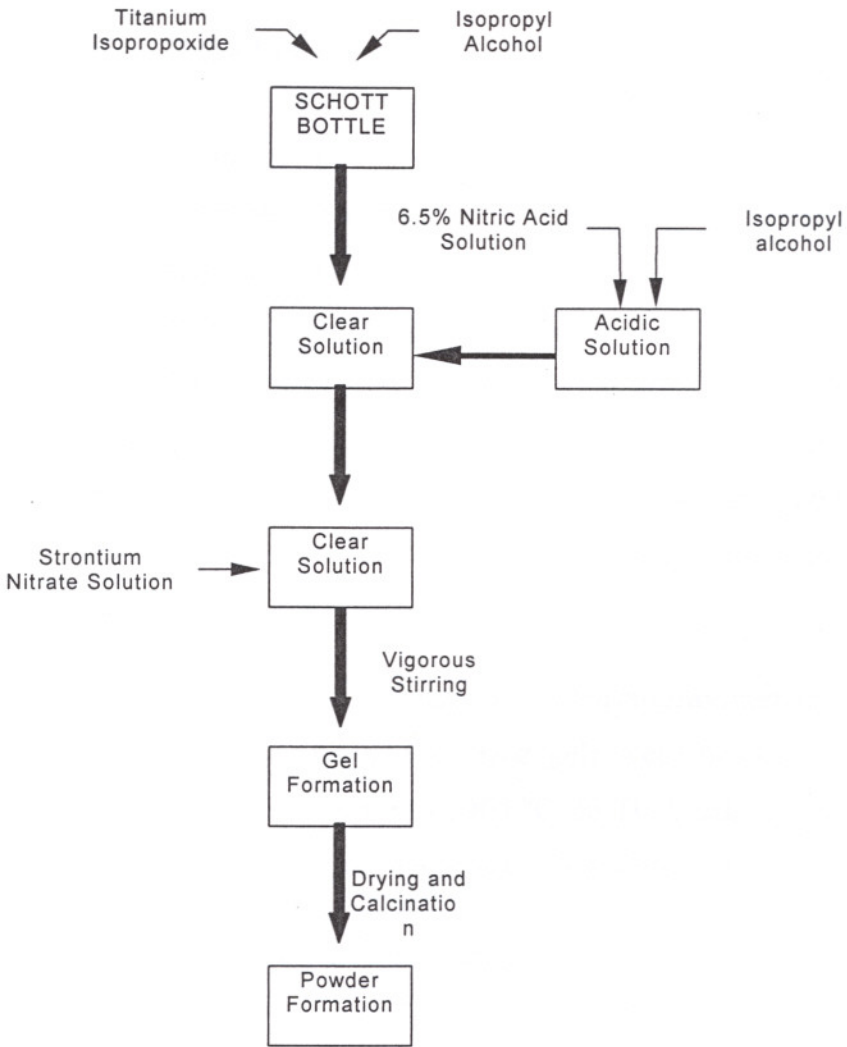 Titanium
Isopropoxide
Isopropyl
Alcohol
SCHOTT
BOTTLE
6.5% Nitric Acid
Solution
Isopropyl
alcohol
Clear
Solution
Acidic
Solution
Strontium
Nitrate Solution
Clear
Solution
Vigorous
Stirring
Gel
Formation
Drying and
Calcinatio
n
Powder
Formation